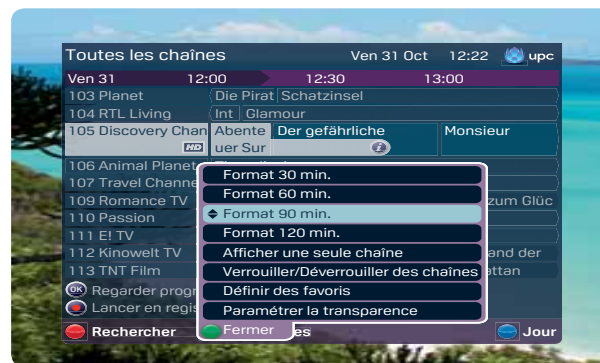 Toutes les chaînes Ven 31 Oct 12:22 upc
Ven 31 12:00 12:30 13:00
103 Planet Die Pirat Schatzinsel
104 RTL Living Int Glamour
105 Discovery Chan Abente Der gefährliche Monsieur
HD uer Sur i
106 Animal Planet
107 Travel Channe
Format 30 min.
Format 60 min.
109 Romance TV zum Glüc
110 Passion Format 90 min.
111 E! TV Format 120 min.
112 Kinowelt TV Afficher une seule chaîne and der
113 TNT Film Verrouiller/Déverrouiller des chaînes attan
OK Regarder progr Définir des favoris
Lancer en regis Paramétrer la transparence
Rechercher Fermer es Jour